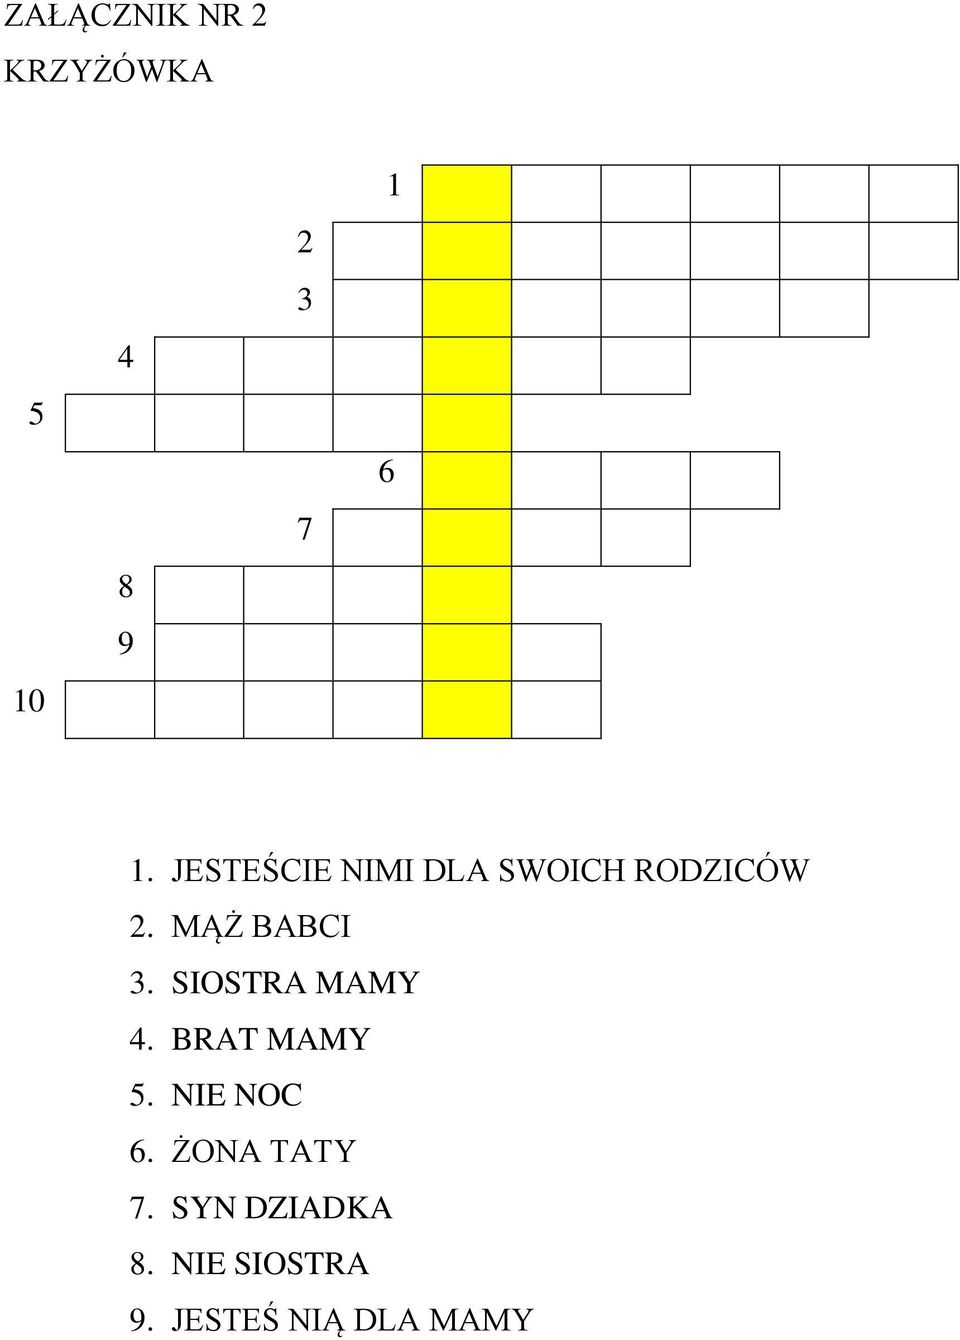 ZAŁĄCZNIK NR 2
KRZYŻÓWKA
1
2
3
4
5
6
7
8
9
10
1. JESTEŚCIE NIMI DLA SWOICH RODZICÓW
2. MĄŻ BABCI
3. SIOSTRA MAMY
4. BRAT MAMY
5. NIE NOC
6. ŻONA TATY
7. SYN DZIADKA
8. NIE SIOSTRA
9. JESTEŚ NIĄ DLA MAMY